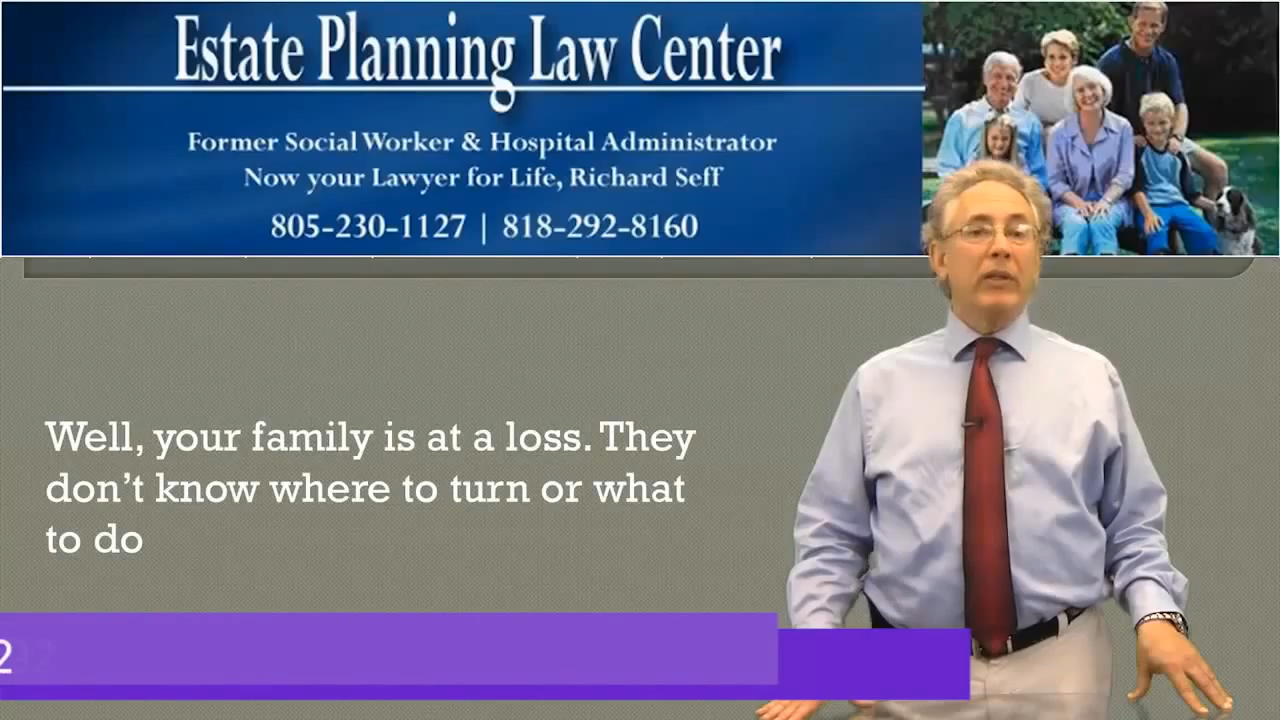 Estate Planning Law Center
Former Social Worker & Hospital Administrator
Now your Lawyer for Life, Richard Seff
805-230-1127 | 818-292-8160
Well, your family is at a loss. They
don’t know where to turn or what
to do
2